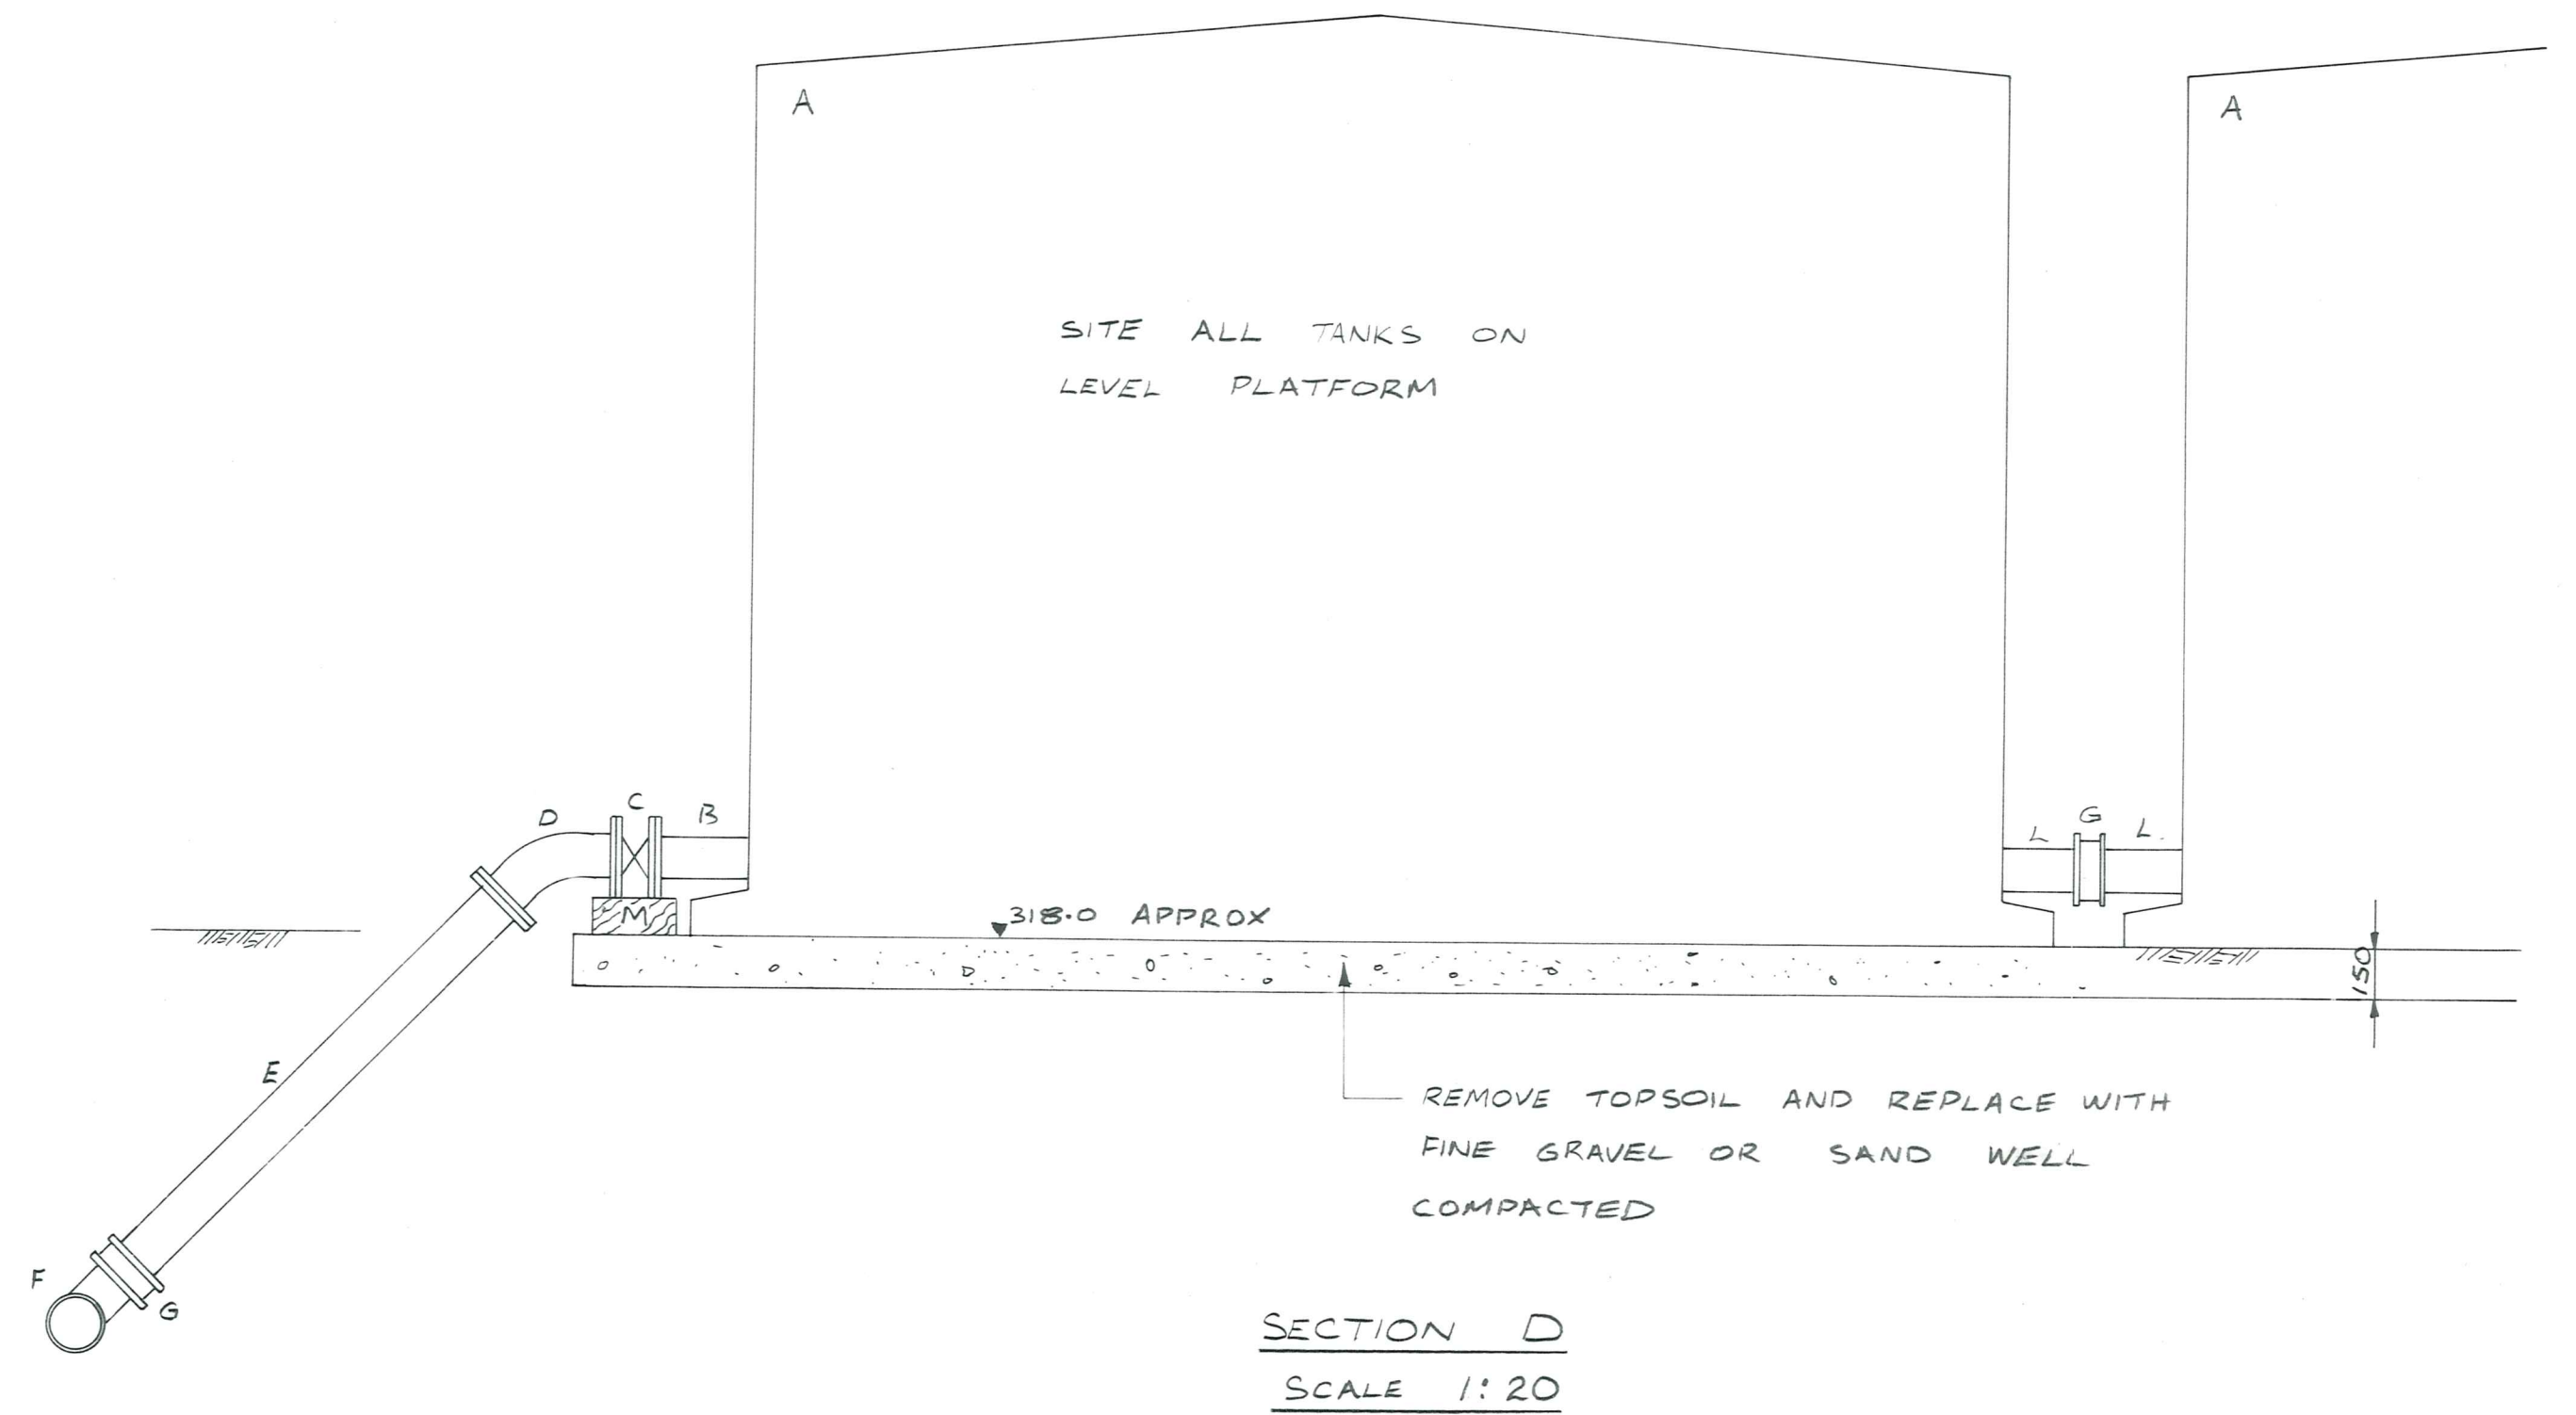 A
A
SITE ALL TANKS ON
LEVEL PLATFORM
C
D
B
G
L
L.
M
318.0 APPROX
150
E
REMOVE TOPSOIL AND REPLACE WITH
FINE GRAVEL OR SAND WELL
COMPACTED
F
G
SECTION D
SCALE 1:20